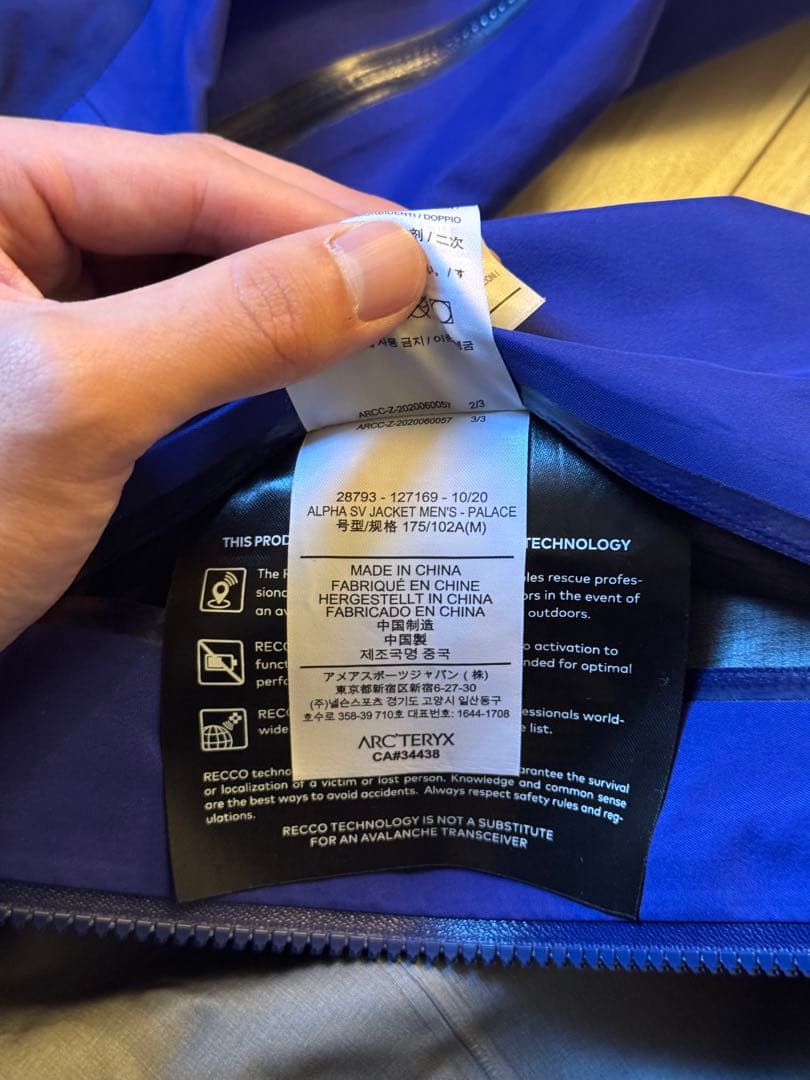 ORBIDENTI / DOPPIO
剤 / 二次
い。/ す
사용 금지 / 이
ARCC-Z-2020060057 2/3
ARCC-Z-2020060057 3/3
28793 - 127169 - 10/20
ALPHA SV JACKET MEN'S - PALACE
号型/规格 175/102A(M)
MADE IN CHINA
FABRIQUÉ EN CHINE
HERGESTELLT IN CHINA
FABRICADO EN CHINA
中国制造
中国製
제조국명 중국
アメアスポーツジャパン ( 株)
東京都新宿区新宿6-27-30
(주)넬슨스포츠 경기도 고양시 일산동구
호수로 358-39 710호 대표번호: 1644-1708
ARC'TERYX
CA#34438
THIS PROD TECHNOLOGY
The R les rescue profes-
siona rs in the event of
an av outdoors.
RECC o activation to
funct nded for optimal
perfo
REC essionals world-
wide e list.
RECCO techno arantee the survival
or localization of a victim or lost person. Knowledge and common sense
are the best ways to avoid accidents. Always respect safety rules and reg-
ulations.
RECCO TECHNOLOGY IS NOT A SUBSTITUTE
FOR AN AVALANCHE TRANSCEIVER